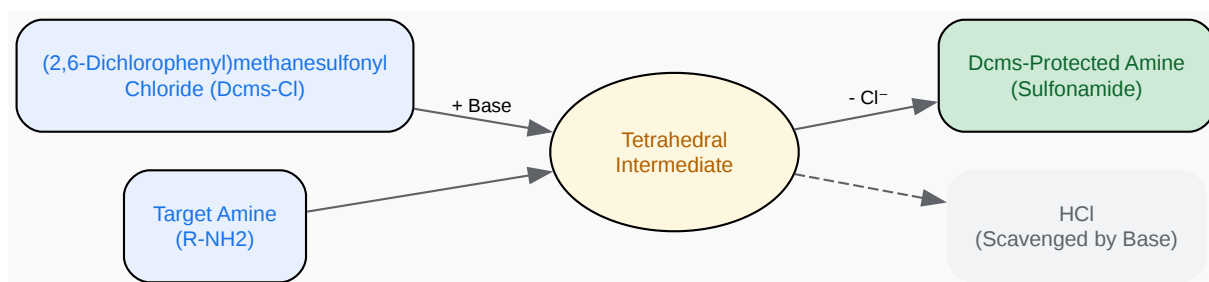 (2,6-Dichlorophenyl)methanesulfonyl
Chloride (Dcms-Cl)
+ Base
Target Amine
(R-NH2)
Tetrahedral
Intermediate
- Cl⁻
Dcms-Protected Amine
(Sulfonamide)
HCl
(Scavenged by Base)